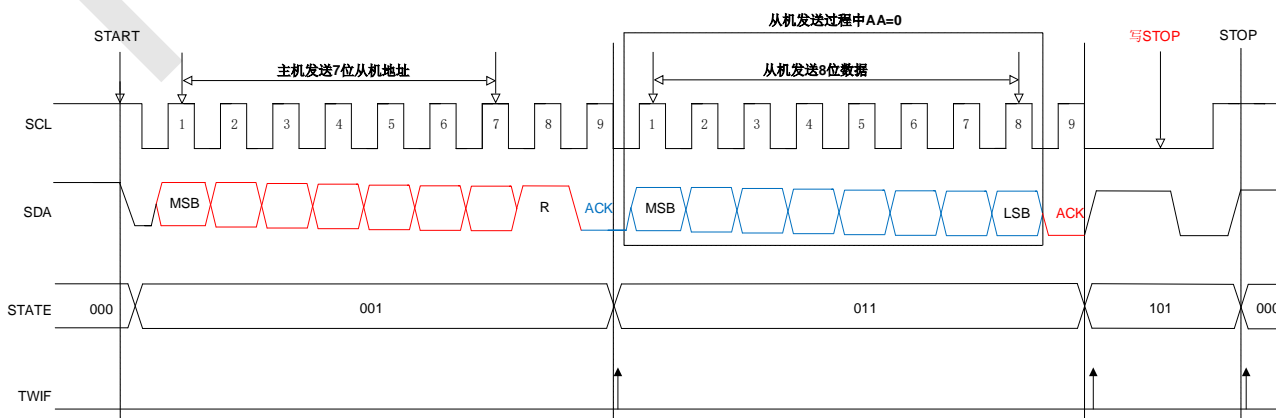 从机发送过程中AA=0
START
写STOP
STOP
主机发送7位从机地址
从机发送8位数据
SCL
1 2 3 4 5 6 7 8 9 1 2 3 4 5 6 7 8 9
SDA
MSB R ACK MSB LSB ACK
STATE
000 001 011 101 000
TWIF